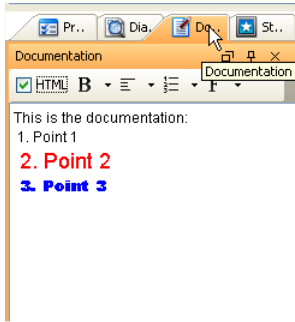 Pr.. Dia. Do.. St..
Documentation
Documentation
HTML B F
This is the documentation:
1. Point 1
2. Point 2
3. Point 3